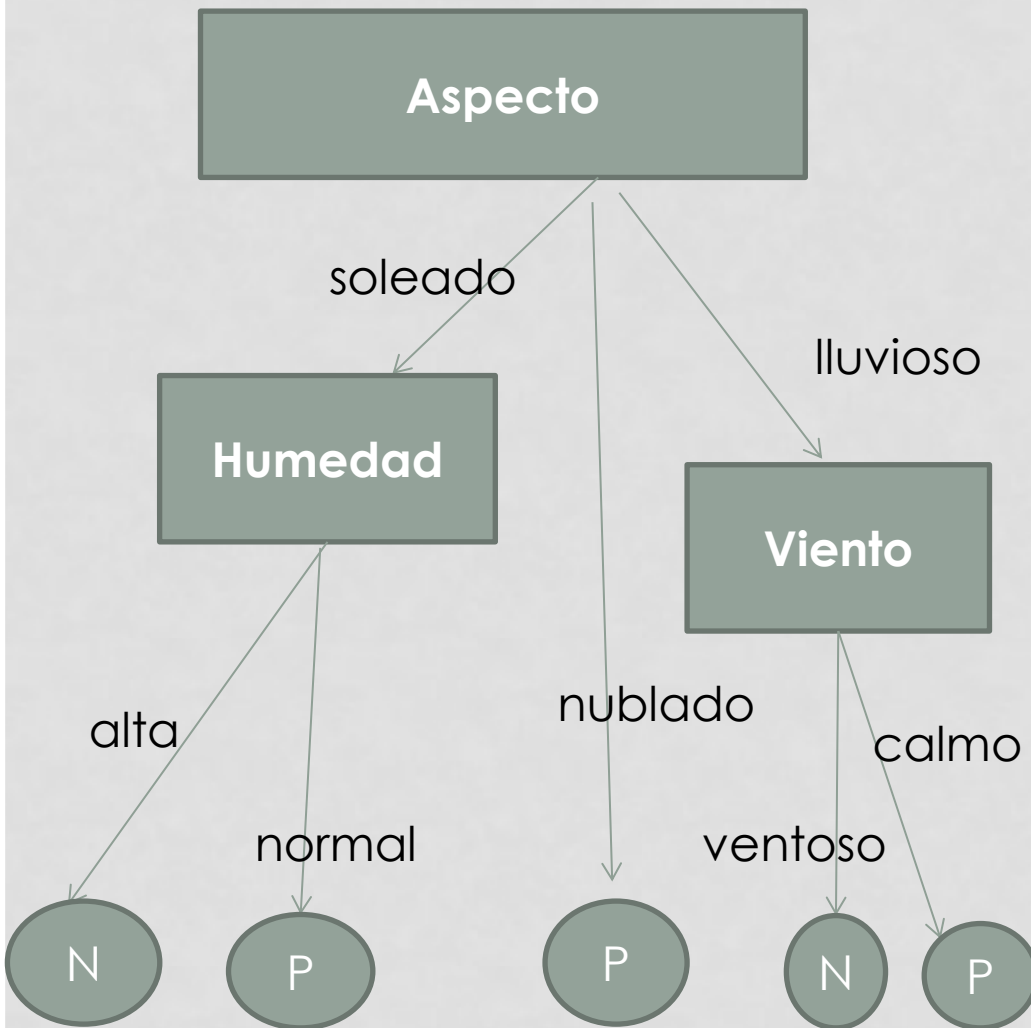 Aspecto
soleado
lluvioso
Humedad
Viento
nublado
alta
calmo
normal
ventoso
N
P
P
N
P